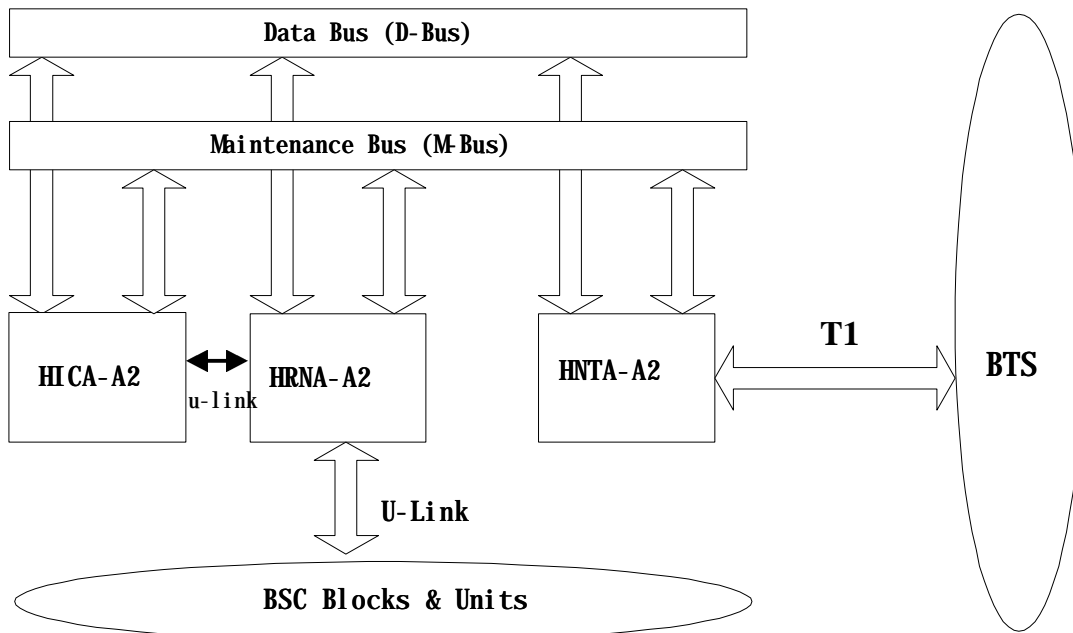 Data Bus (D-Bus)
Maintenance Bus (M-Bus)
HICA-A2
u-link
HRNA-A2
HNTA-A2
T1
BTS
U-Link
BSC Blocks & Units